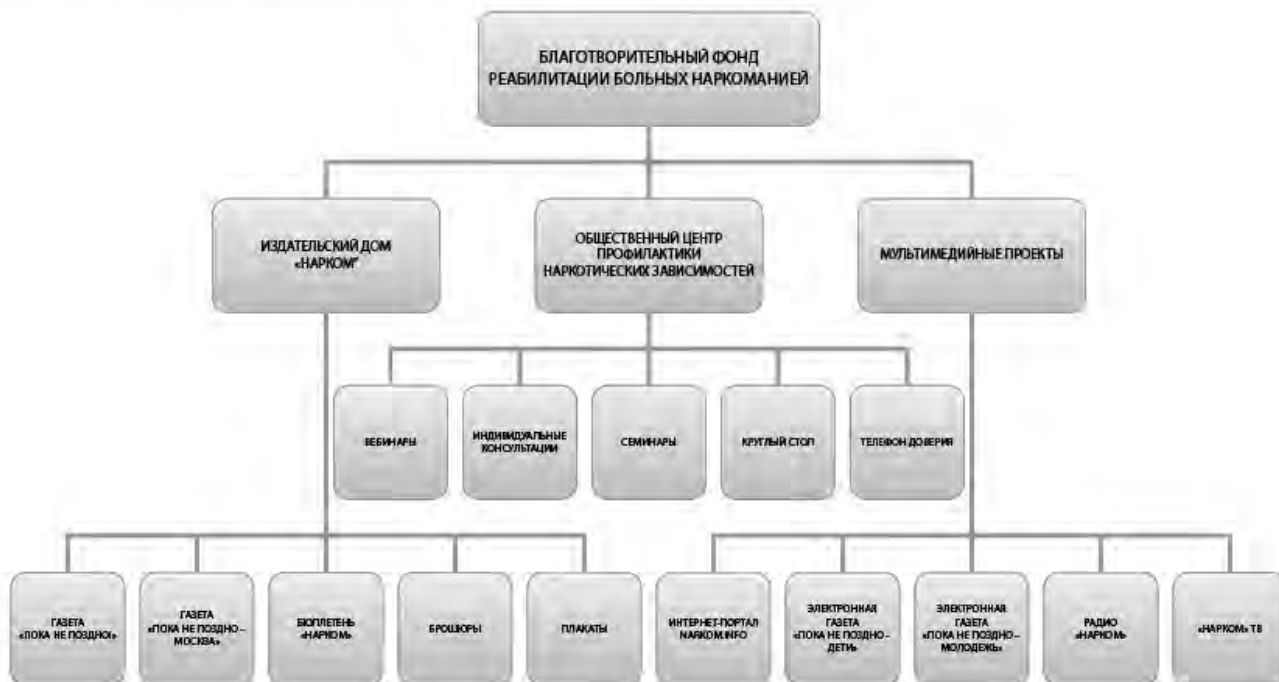 БЛАГОТВОРИТЕЛЬНЫЙ ФОНД
РЕАБИЛИТАЦИИ БОЛЬНЫХ НАРКОМАНИЕЙ
ИЗДАТЕЛЬСКИЙ ДОМ
«НАРКОМ"
ОБЩЕСТВЕННЫЙ ЦЕНТР
ПРОФИЛАКТИКИ
НАРКОТИЧЕСКИХ ЗАВИСИМОСТЕЙ
МУЛЬТИМЕДИЙНЫЕ ПРОЕКТЫ
ВЕБИНАРЫ
ИНДИВИДУАЛЬНЫЕ
КОНСУЛЬТАЦИИ
СЕМИНАРЫ
КРУГЛЫЙ СТОЛ
ТЕЛЕФОН ДОВЕРИЯ
ГАЗЕТА
«ПОКА НЕ ПОЗДНО!»
ГАЗЕТА
«ПОКА НЕ ПОЗДНО –
МОСКВА»
БЮЛЛЕТЕНЬ
«НАРКОМ»
БРОШЮРЫ
ПЛАКАТЫ
ИНТЕРНЕТ-ПОРТАЛ
NARKOM.INFO
ЭЛЕКТРОННАЯ
ГАЗЕТА
«ПОКА НЕ ПОЗДНО -
ДЕТИ»
ЭЛЕКТРОННАЯ
ГАЗЕТА
«ПОКА НЕ ПОЗДНО –
МОЛОДЕЖЬ»
РАДИО
«НАРКОМ»
«НАРКОМ» ТВ